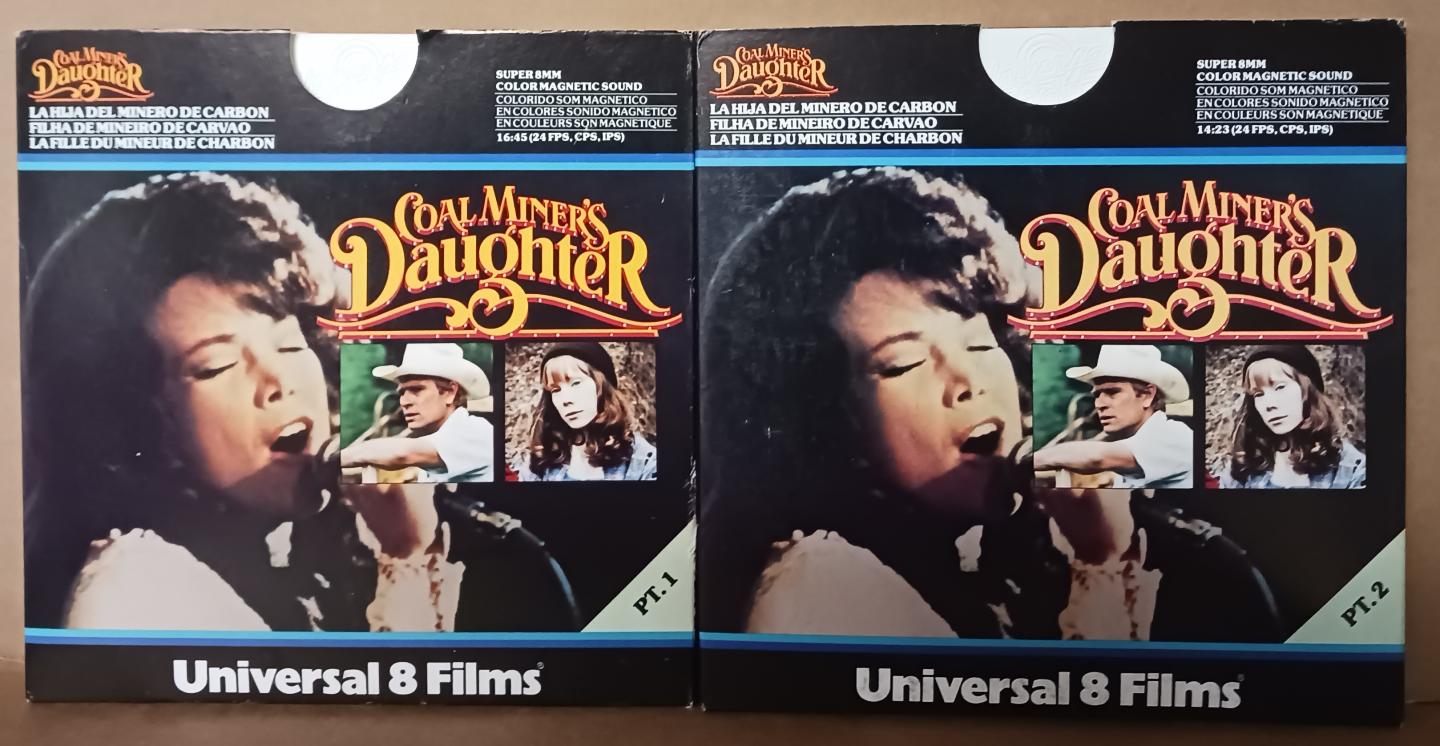 COAL MINER'S
DaughteR
LA HIJA DEL MINERO DE CARBON
FILHA DE MINEIRO DE CARVAO
LA FILLE DU MINEUR DE CHARBON
SUPER 8MM
COLOR MAGNETIC SOUND
COLORIDO SOM MAGNETICO
EN COLORES SONIDO MAGNETICO
EN COULEURS SON MAGNETIQUE
16:45 (24 FPS, CPS, IPS)
COAL MINER'S
DaughteR
PT. 1
Universal 8 Films®
COAL MINER'S
DaughteR
LA HIJA DEL MINERO DE CARBON
FILHA DE MINEIRO DE CARVAO
LA FILLE DU MINEUR DE CHARBON
SUPER 8MM
COLOR MAGNETIC SOUND
COLORIDO SOM MAGNETICO
EN COLORES SONIDO MAGNETICO
EN COULEURS SON MAGNETIQUE
14:23 (24 FPS, CPS, IPS)
COAL MINER'S
DaughteR
PT. 2
Universal 8 Films®